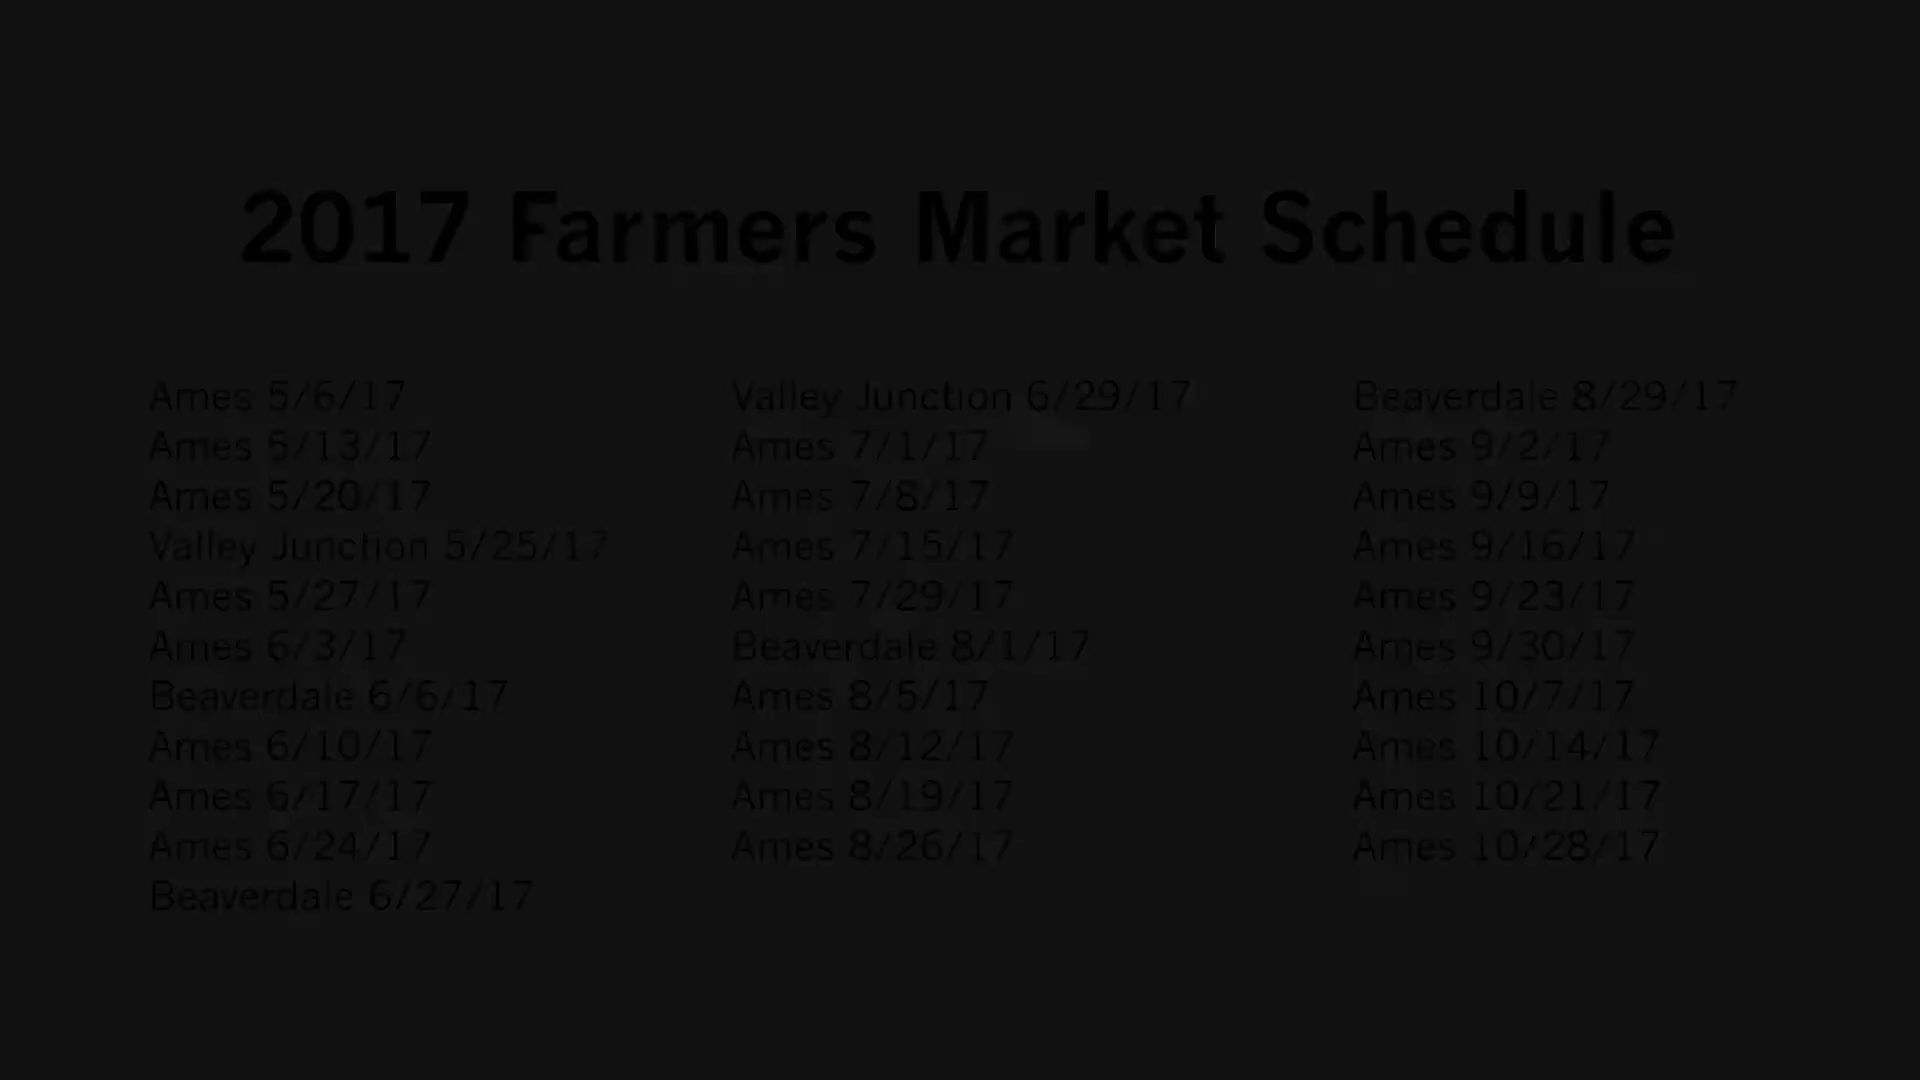 2017 Farmers Market Schedule
Ames 5/6/17
Ames 5/13/17
Ames 5/20/17
Valley Junction 5/25/17
Ames 5/27/17
Ames 6/3/17
Beaverdale 6/6/17
Ames 6/10/17
Ames 6/17/17
Ames 6/24/17
Beaverdale 6/27/17
Valley Junction 6/29/17
Ames 7/1/17
Ames 7/8/17
Ames 7/15/17
Ames 7/29/17
Beaverdale 8/1/17
Ames 8/5/17
Ames 8/12/17
Ames 8/19/17
Ames 8/26/17
Beaverdale 8/29/17
Ames 9/2/17
Ames 9/9/17
Ames 9/16/17
Ames 9/23/17
Ames 9/30/17
Ames 10/7/17
Ames 10/14/17
Ames 10/21/17
Ames 10/28/17